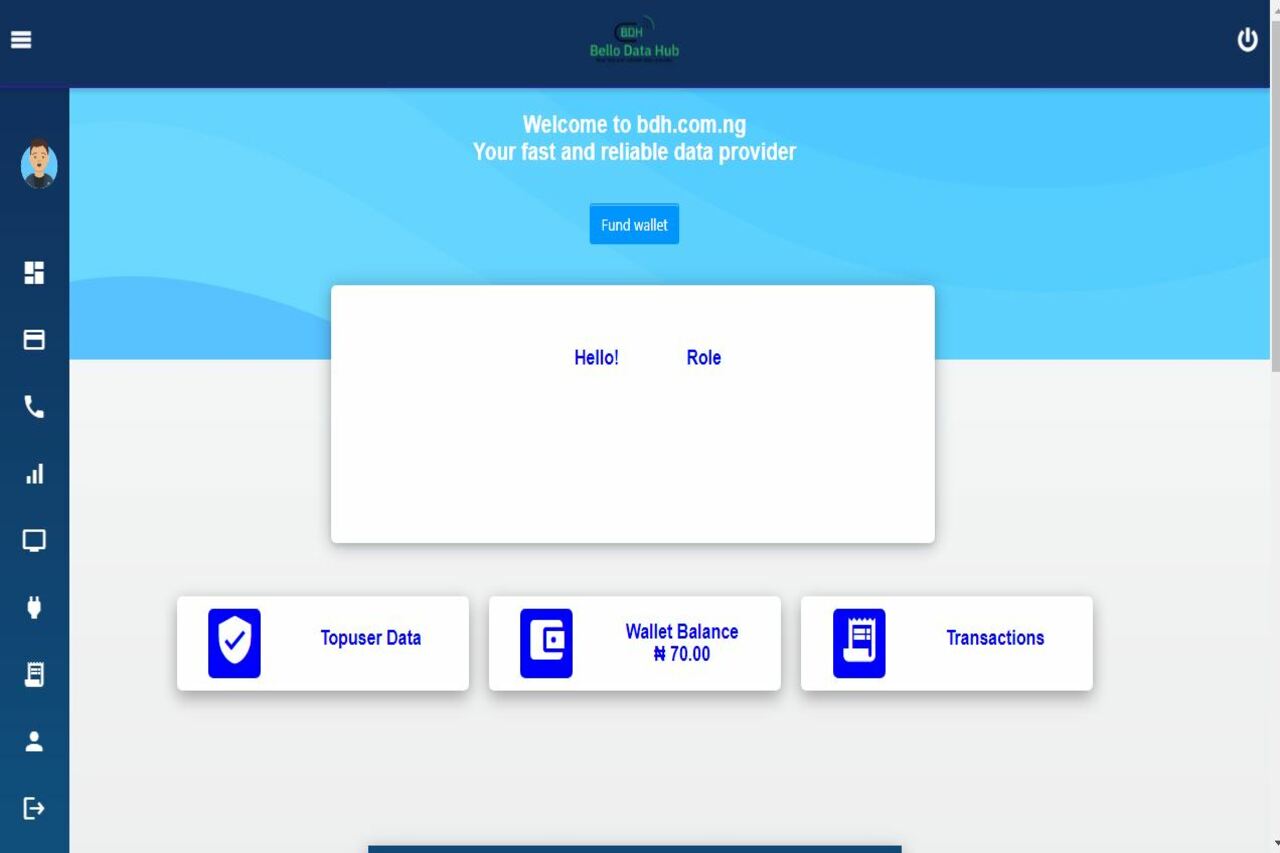 BDH
Bello Data Hub
Welcome to bdh.com.ng
Your fast and reliable data provider
Fund wallet
Hello! Role
Topuser Data
Wallet Balance
₦ 70.00
Transactions